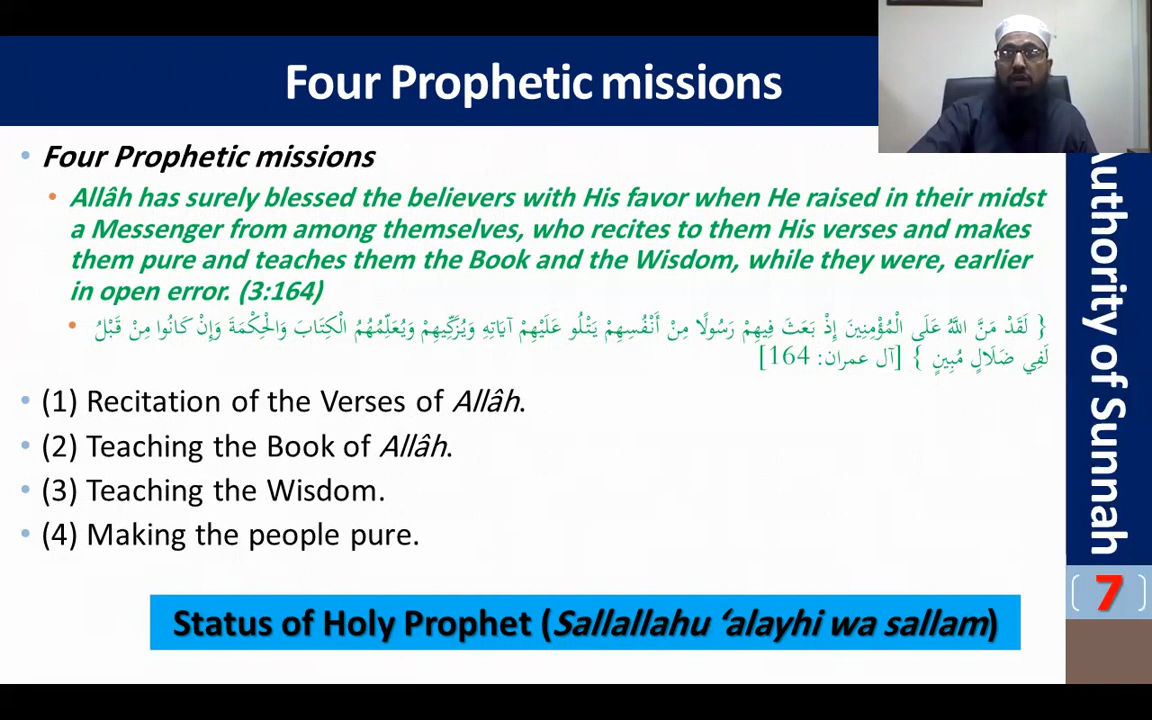 Four Prophetic missions
• Four Prophetic missions
• Allâh has surely blessed the believers with His favor when He raised in their midst
a Messenger from among themselves, who recites to them His verses and makes
them pure and teaches them the Book and the Wisdom, while they were, earlier
in open error. (3:164)
• { لَقَدْ مَنَّ اللَّهُ عَلَى الْمُؤْمِنِينَ إِذْ بَعَثَ فِيهِمْ رَسُولًا مِنْ أَنْفُسِهِمْ يَتْلُو عَلَيْهِمْ آيَاتِهِ وَيُزَكِّيهِمْ وَيُعَلِّمُهُمُ الْكِتَابَ وَالْحِكْمَةَ وَإِنْ كَانُوا مِنْ قَبْلُ
لَفِي ضَلَالٍ مُبِينٍ } [آل عمران: 164]
• (1) Recitation of the Verses of Allâh.
• (2) Teaching the Book of Allâh.
• (3) Teaching the Wisdom.
• (4) Making the people pure.
Status of Holy Prophet (Sallallahu ‘alayhi wa sallam)
Authority of Sunnah
7